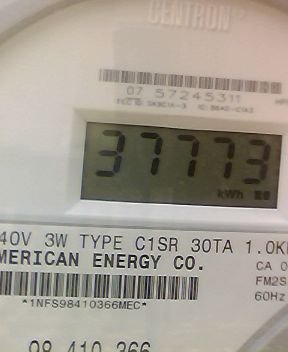 CENTRON
07 57245311
37773
kWh
40V 3W TYPE C1SR 30TA 1.0K
MERICAN ENERGY CO.
CA 0
FM2S
60Hz
*1NFS98410366MEC*
98 410 366